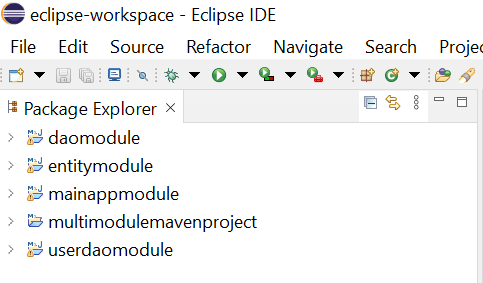 eclipse-workspace - Eclipse IDE
File Edit Source Refactor Navigate Search Projec
Package Explorer
daomodule
entitymodule
mainappmodule
multimodulemavenproject
userdaomodule